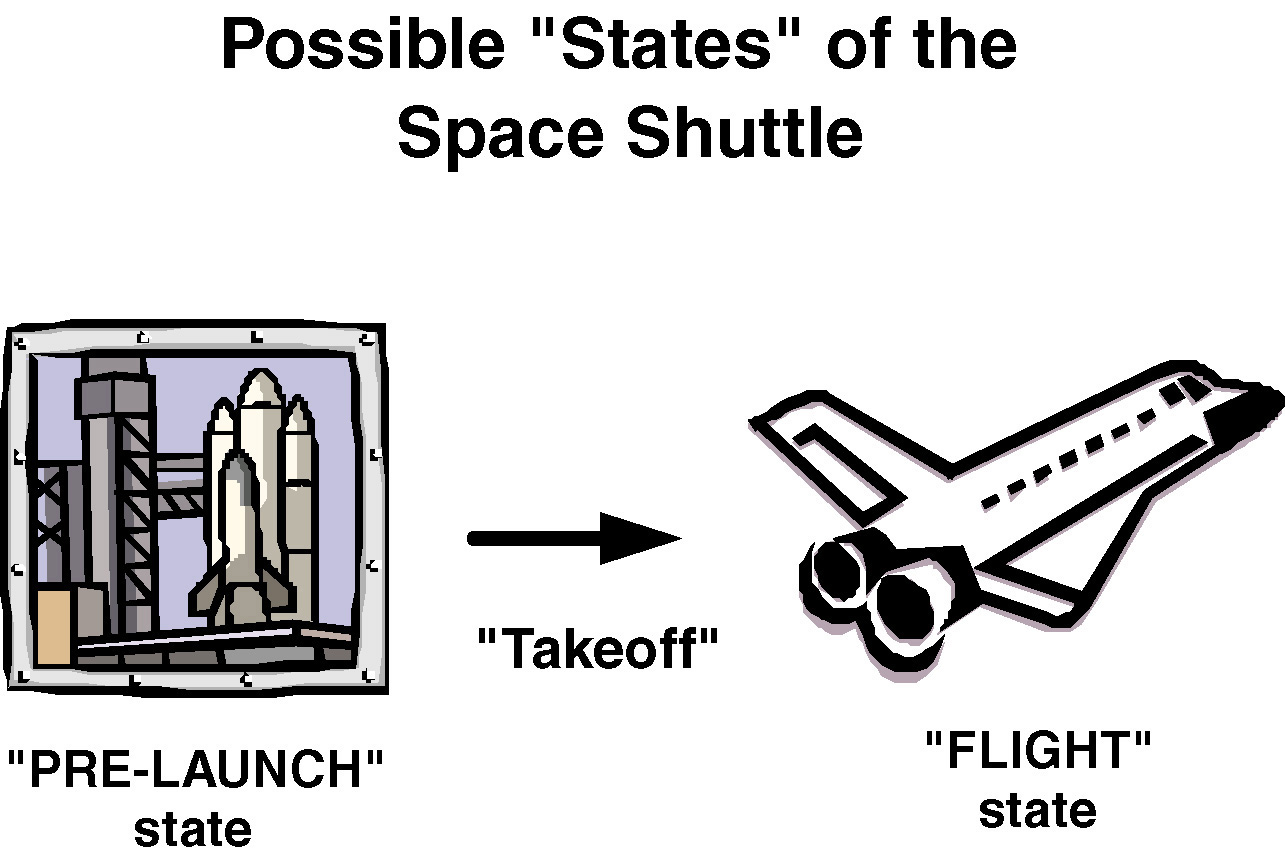 Possible "States" of the
Space Shuttle
"Takeoff"
"PRE-LAUNCH"
state
"FLIGHT"
state